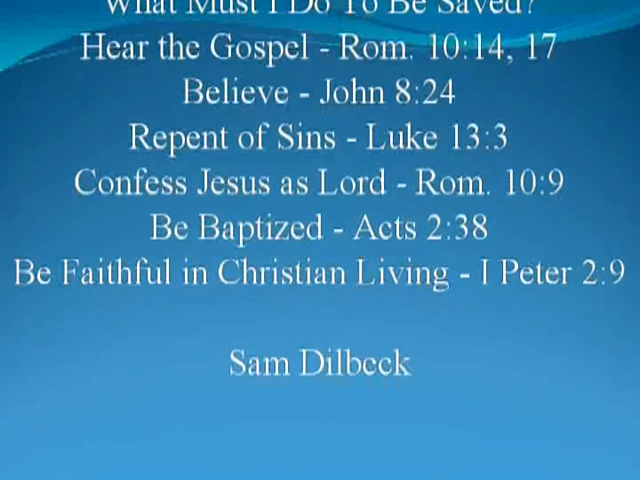 What Must I Do To Be Saved?
Hear the Gospel - Rom. 10:14, 17
Believe - John 8:24
Repent of Sins - Luke 13:3
Confess Jesus as Lord - Rom. 10:9
Be Baptized - Acts 2:38
Be Faithful in Christian Living - I Peter 2:9
Sam Dilbeck